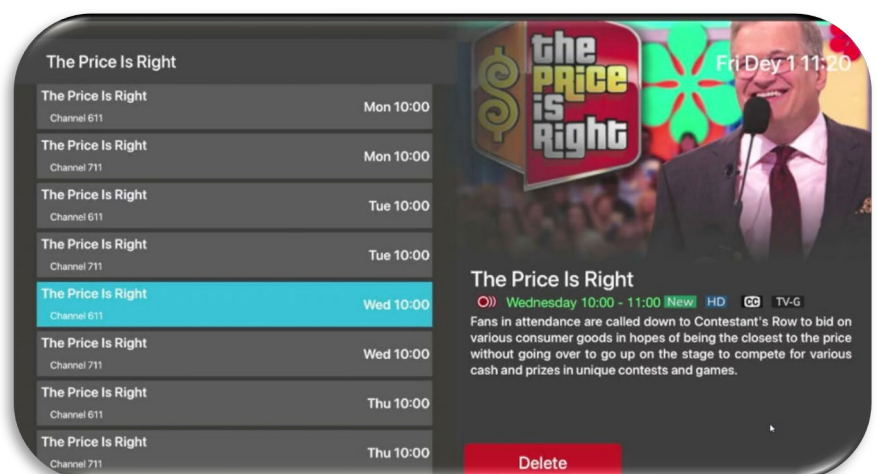 The Price Is Right
The Price Is Right
Channel 611
Mon 10:00
The Price Is Right
Channel 711
Mon 10:00
The Price Is Right
Channel 611
Tue 10:00
The Price Is Right
Channel 711
Tue 10:00
The Price Is Right
Channel 611
Wed 10:00
The Price Is Right
Channel 711
Wed 10:00
The Price Is Right
Channel 611
Thu 10:00
The Price Is Right
Channel 711
Thu 10:00
$
the
PRice
is
Right
Fri Dey 1 11:20
The Price Is Right
Wednesday 10:00 - 11:00 New HD CC TV-G
Fans in attendance are called down to Contestant's Row to bid on
various consumer goods in hopes of being the closest to the price
without going over to go up on the stage to compete for various
cash and prizes in unique contests and games.
Delete